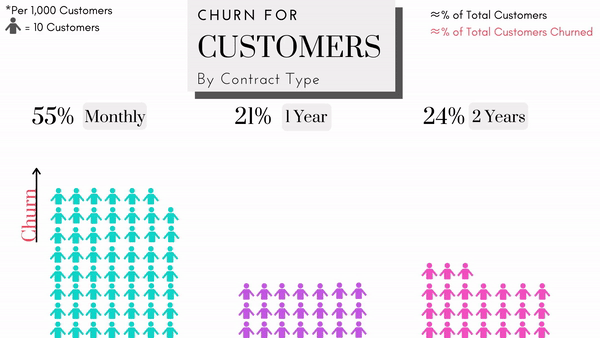 *Per 1,000 Customers
= 10 Customers
CHURN FOR
CUSTOMERS
By Contract Type
≈% of Total Customers
≈% of Total Customers Churned
55% Monthly
21% 1 Year
24% 2 Years
Churn